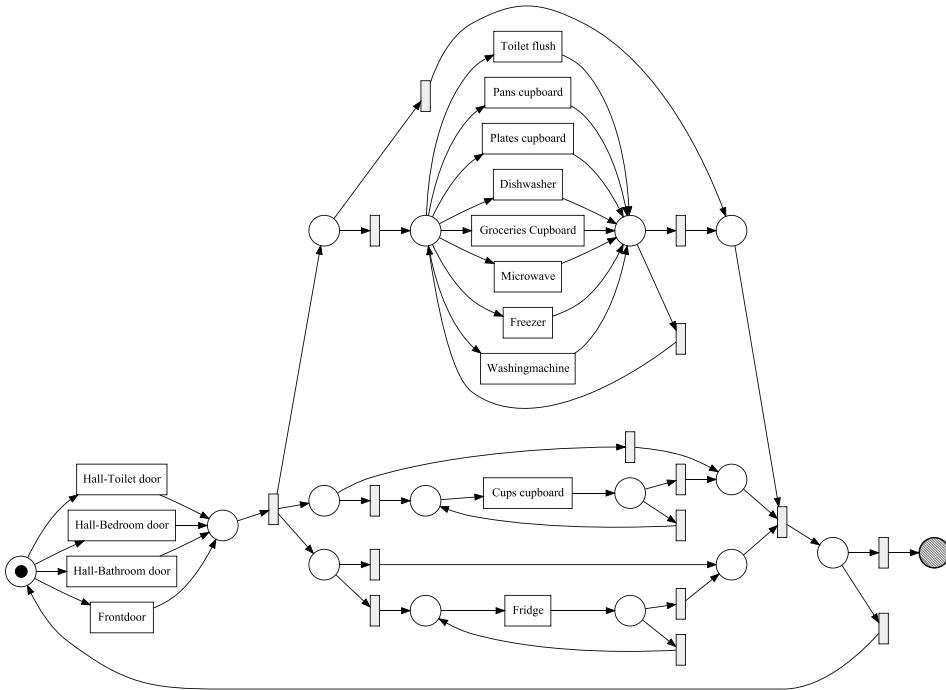 Toilet flush
Pans cupboard
Plates cupboard
Dishwasher
Groceries Cupboard
Microwave
Freezer
Washingmachine
Hall-Toilet door
Hall-Bedroom door
Hall-Bathroom door
Frontdoor
Cups cupboard
Fridge